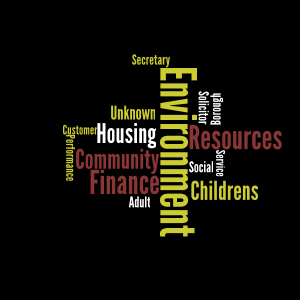 Secretary
Environment
Solicitor
Borough
Unknown
Customer
Housing
Resources
Performance
Community
Social
Service
Finance
Childrens
Adult